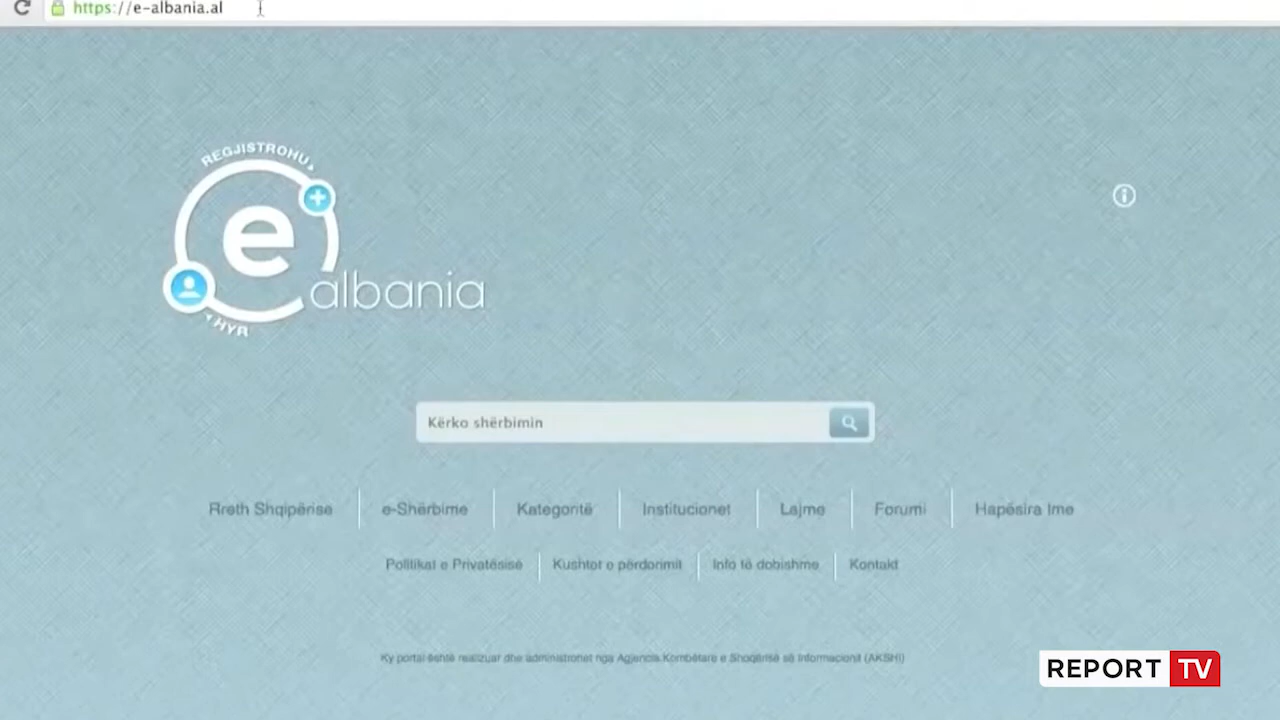 https://e-albania.al
REGJISTROHU
e
albania
HYR
Kërko shërbimin
Rreth Shqipërisë e-Shërbime Kategoritë Institucionet Lajme Forumi Hapësira Ime
Politikat e Privatësisë Kushtet e përdorimit Info të dobishme Kontakt
Ky portal është realizuar dhe administrohet nga Agjencia Kombëtare e Shoqërisë së Informacionit (AKSHI)
REPORT TV